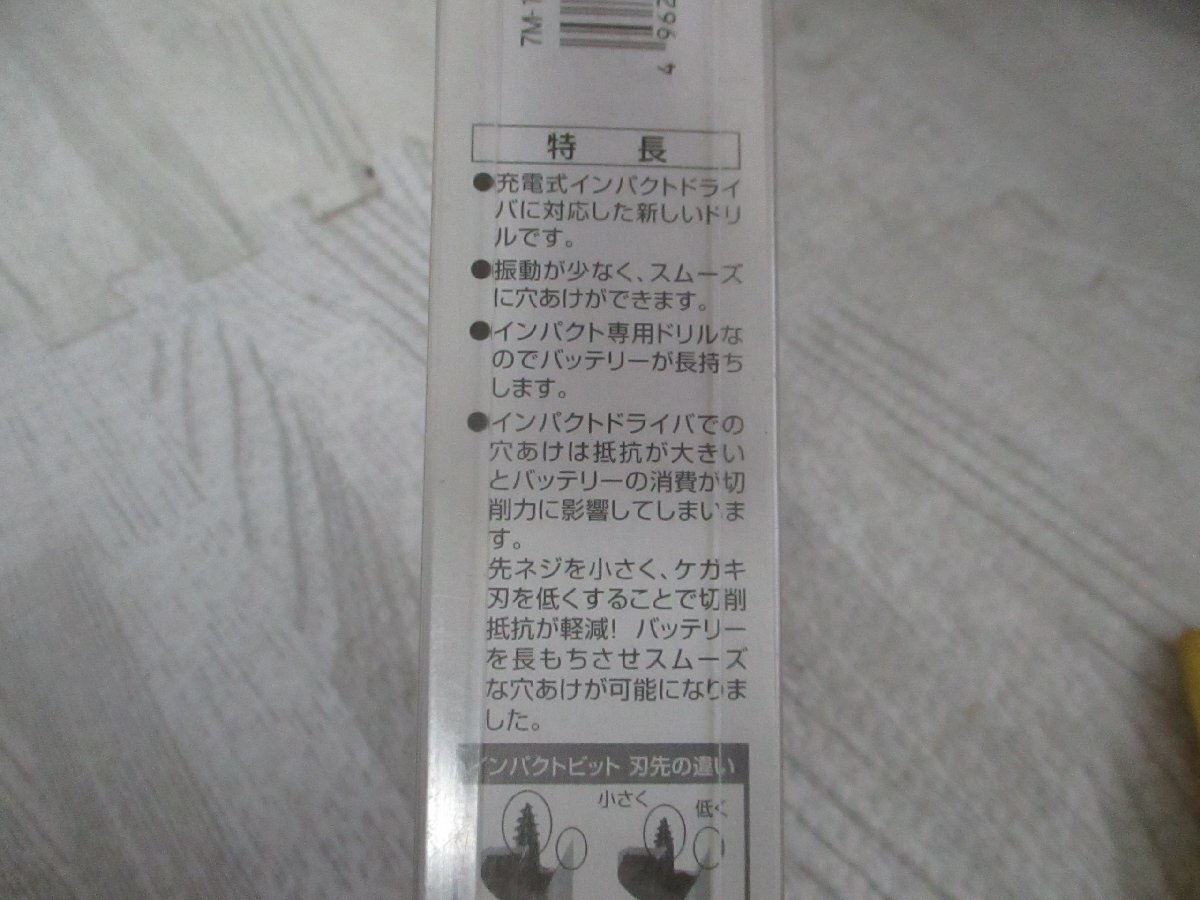 7M-1
4 962
特 長
●充電式インパクトドライ
バに対応した新しいドリ
ルです。
●振動が少なく、スムーズ
に穴あけができます。
●インパクト専用ドリルな
のでバッテリーが長持ち
します。
●インパクトドライバでの
穴あけは抵抗が大きい
とバッテリーの消費が切
削力に影響してしまいま
す。
先ネジを小さく、ケガキ
刃を低くすることで切削
抵抗が軽減! バッテリー
を長もちさせスムーズ
な穴あけが可能になりま
した。
インパクトビット 刃先の違い
小さく
低く